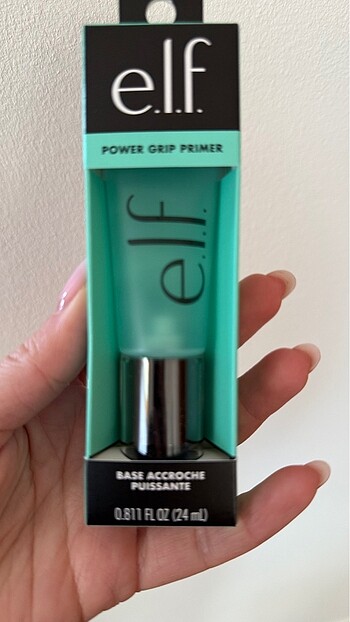 e.l.f.
POWER GRIP PRIMER
e.l.f.
BASE ACCROCHE
PUISSANTE
0.811 FL OZ (24 mL)